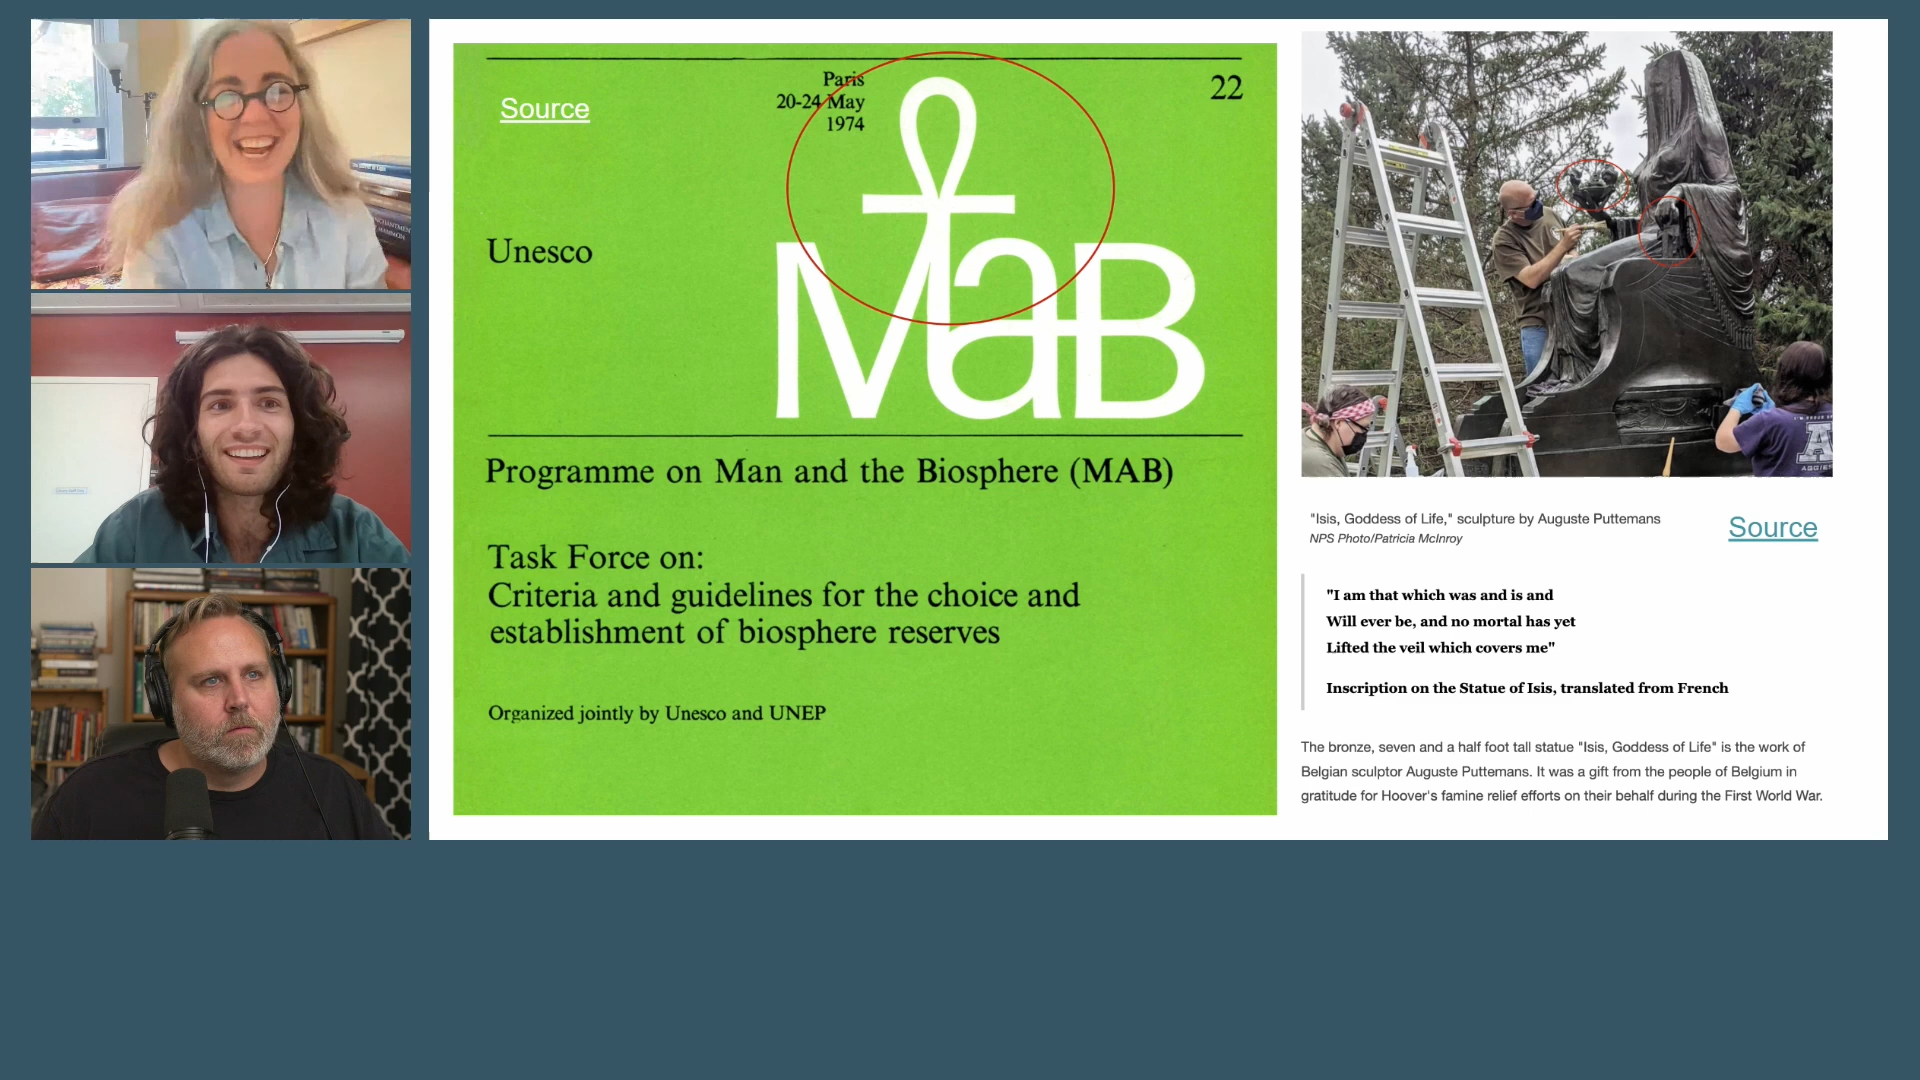 Source
Paris
20-24 May
1974
22
Unesco
MaB
Programme on Man and the Biosphere (MAB)
Task Force on:
Criteria and guidelines for the choice and
establishment of biosphere reserves
Organized jointly by Unesco and UNEP
A
AGGIE
"Isis, Goddess of Life," sculpture by Auguste Puttemans
NPS Photo/Patricia McInroy
Source
"I am that which was and is and
Will ever be, and no mortal has yet
Lifted the veil which covers me"
Inscription on the Statue of Isis, translated from French
The bronze, seven and a half foot tall statue "Isis, Goddess of Life" is the work of
Belgian sculptor Auguste Puttemans. It was a gift from the people of Belgium in
gratitude for Hoover's famine relief efforts on their behalf during the First World War.